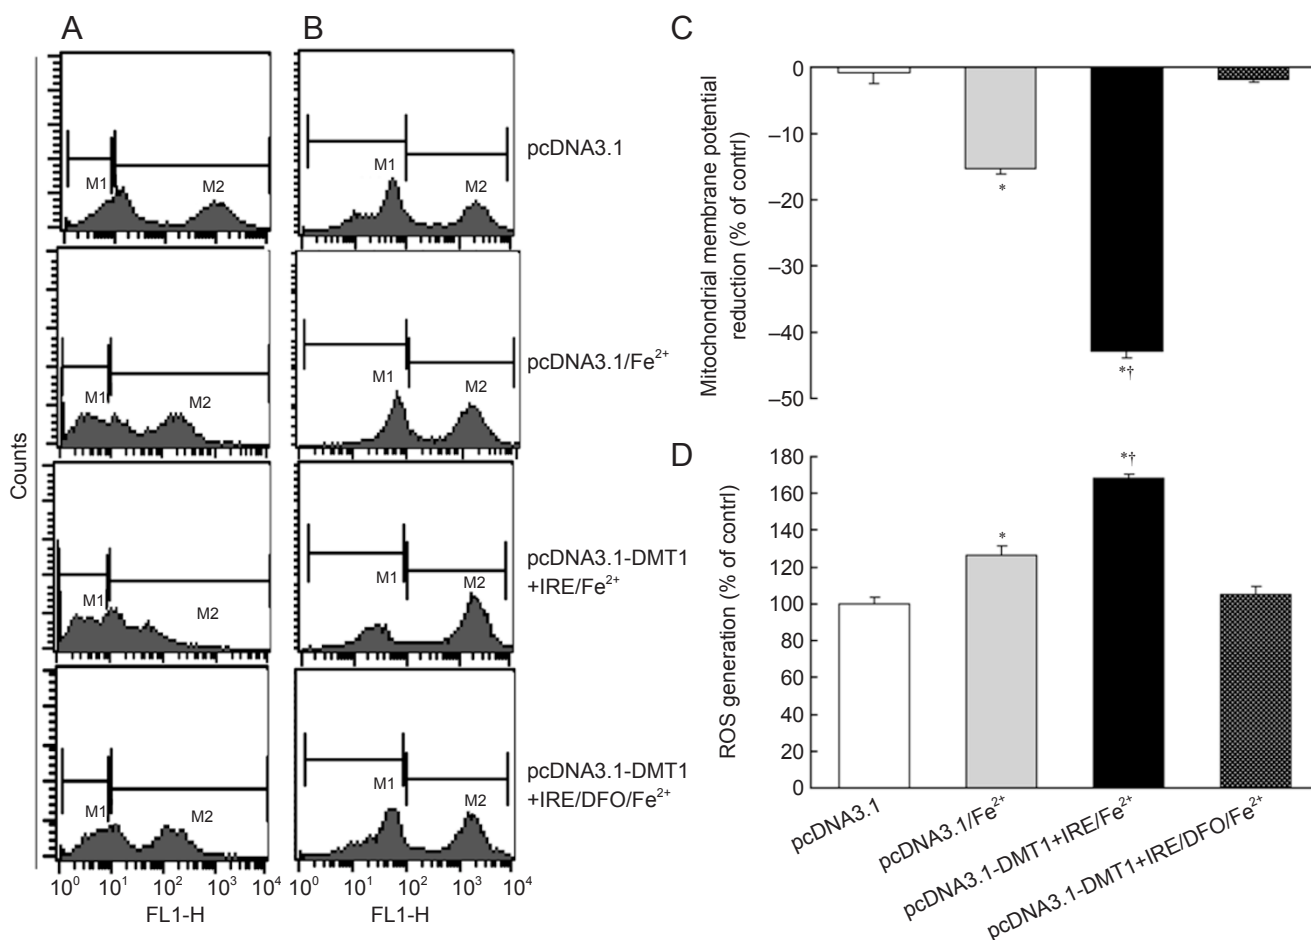 A
B
Counts
M1
M2
M1
M2
pcDNA3.1
M1
M2
M1
M2
pcDNA3.1/Fe²⁺
M1
M2
M1
M2
pcDNA3.1-DMT1
+IRE/Fe²⁺
M1
M2
M1
M2
pcDNA3.1-DMT1
+IRE/DFO/Fe²⁺
10⁰ 10¹ 10² 10³ 10⁴
FL1-H
10⁰ 10¹ 10² 10³ 10⁴
FL1-H
C
Mitochondrial membrane potential
reduction (% of contrl)
0
–10
–20
–30
–40
–50
*
*†
D
ROS generation (% of contrl)
180
160
140
120
100
80
60
40
20
0
*
*†
pcDNA3.1
pcDNA3.1/Fe²⁺
pcDNA3.1-DMT1+IRE/Fe²⁺
pcDNA3.1-DMT1+IRE/DFO/Fe²⁺